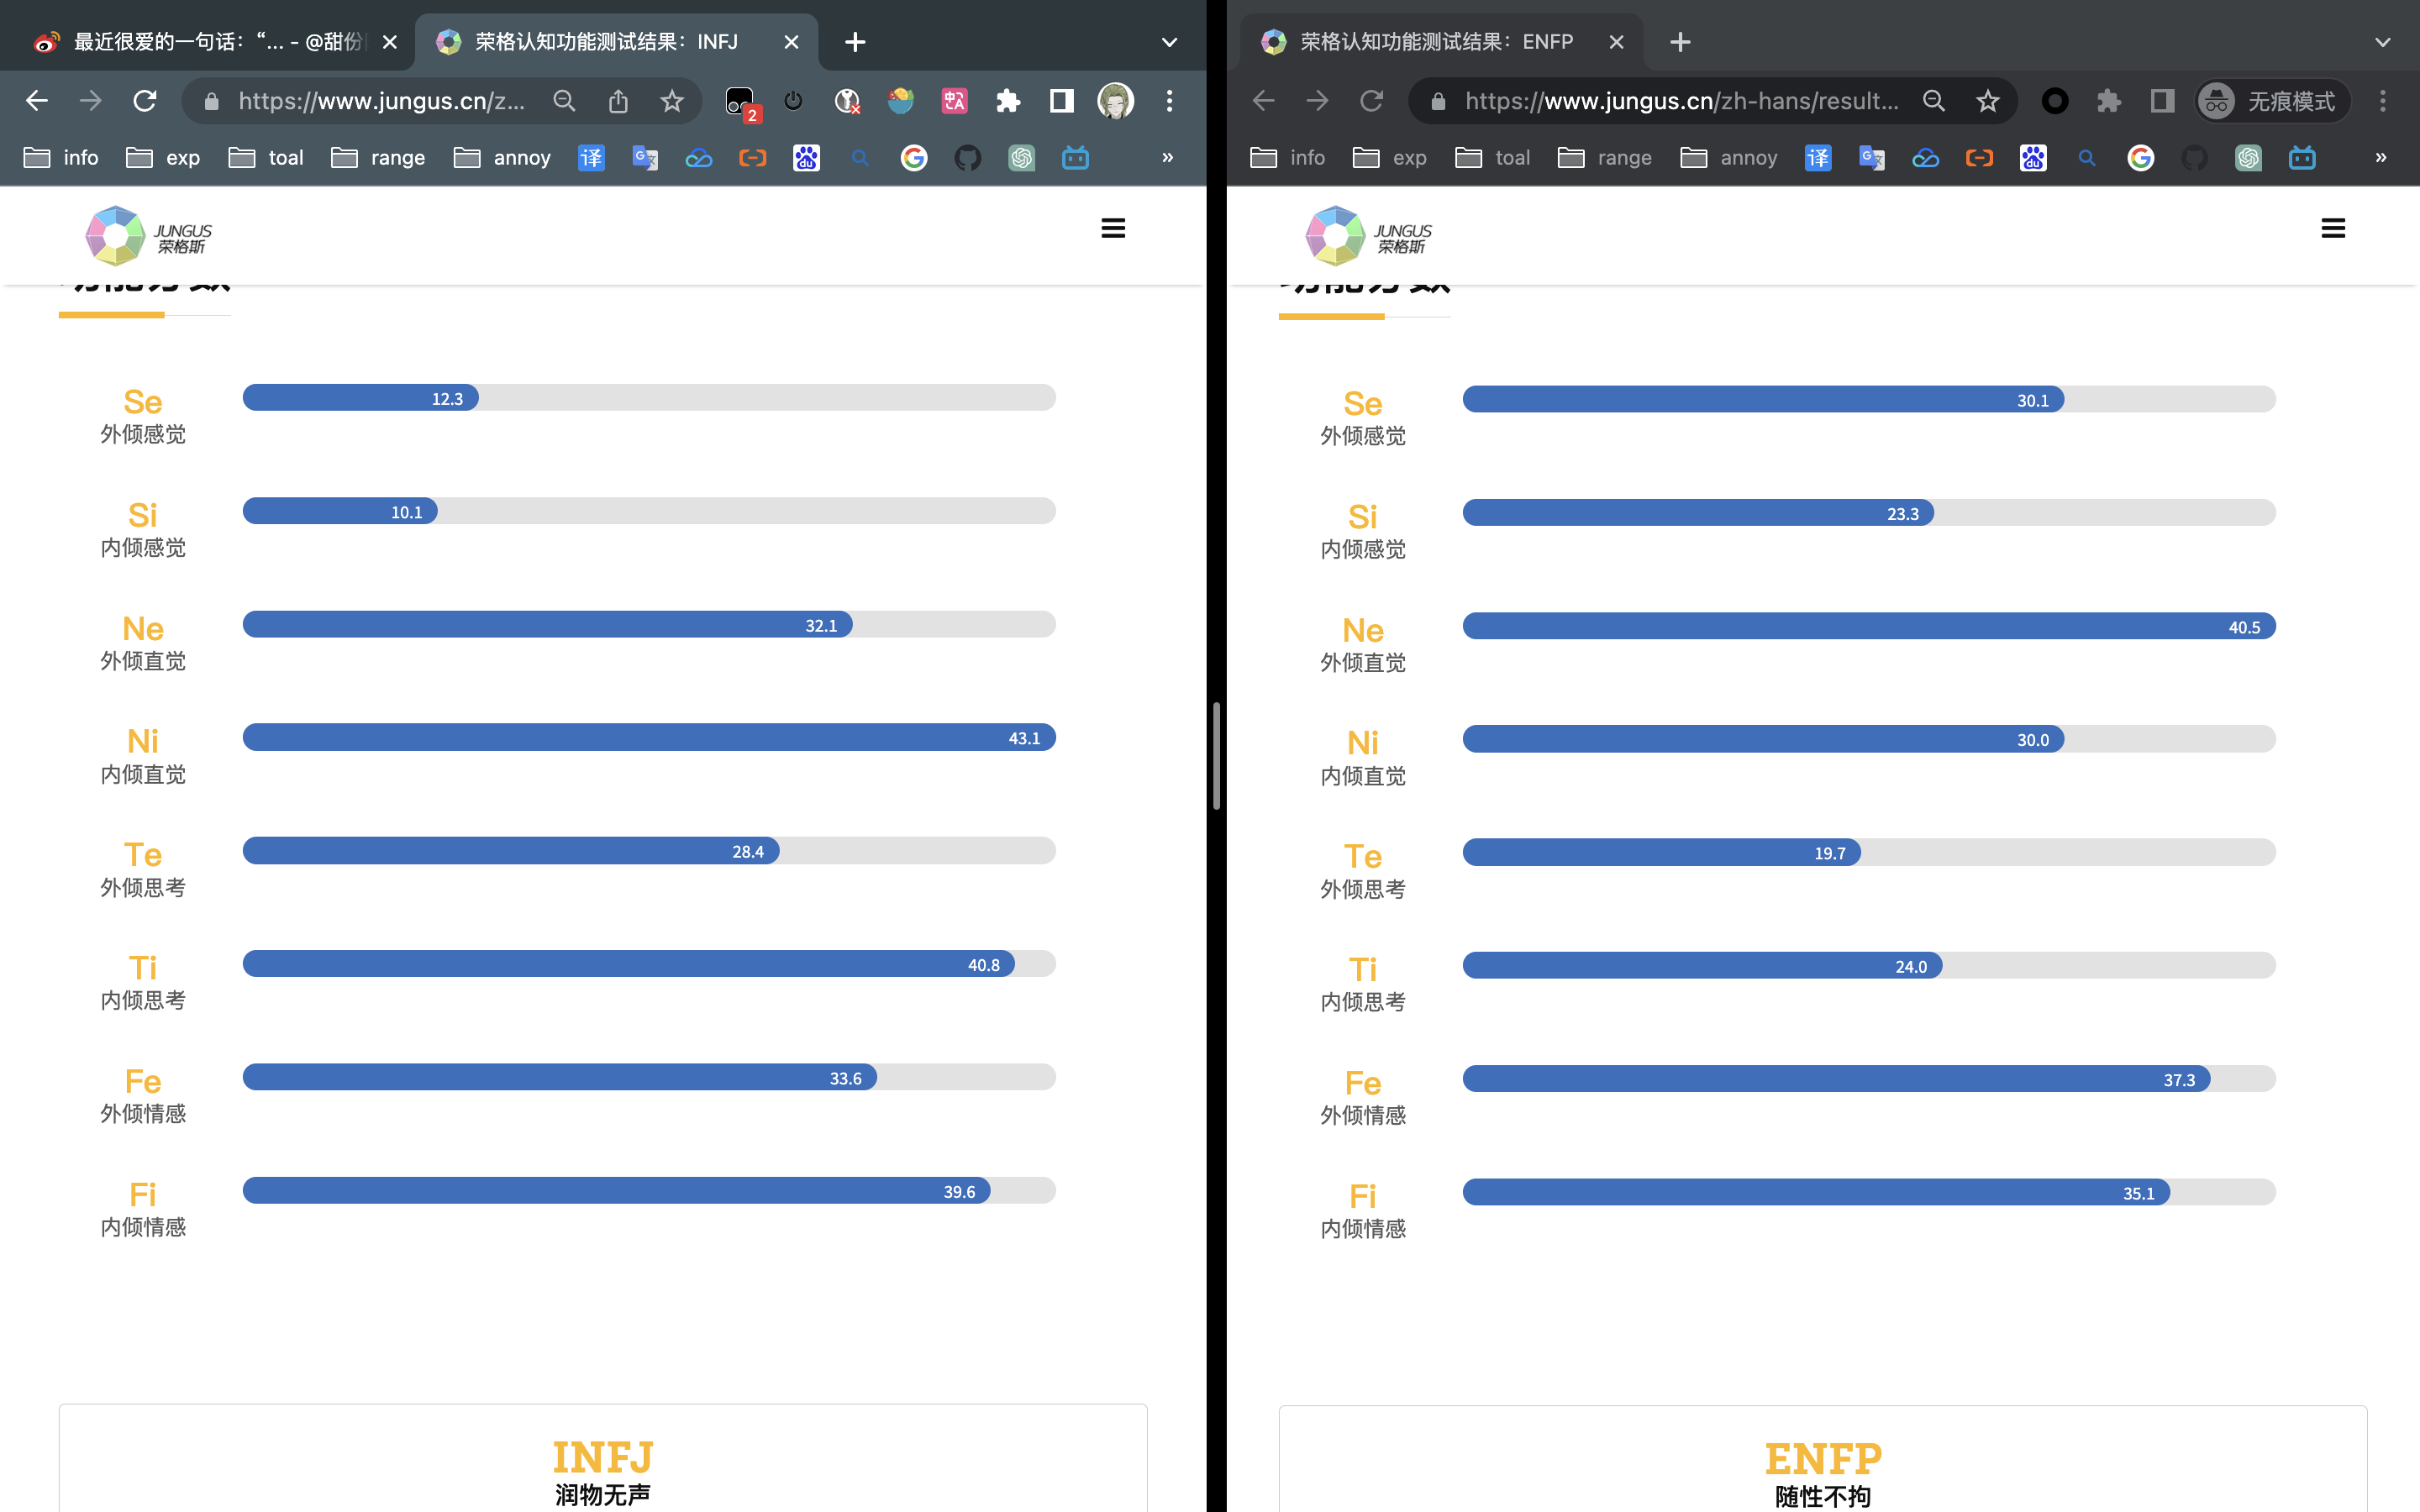 最近很爱的一句话：“... - @甜份
荣格认知功能测试结果：INFJ
https://www.jungus.cn/z...
2
info
exp
toal
range
annoy
译
»
JUNGUS
荣格斯
功能分数
Se
外倾感觉
12.3
Si
内倾感觉
10.1
Ne
外倾直觉
32.1
Ni
内倾直觉
43.1
Te
外倾思考
28.4
Ti
内倾思考
40.8
Fe
外倾情感
33.6
Fi
内倾情感
39.6
INFJ
润物无声
荣格认知功能测试结果：ENFP
https://www.jungus.cn/zh-hans/result...
无痕模式
info
exp
toal
range
annoy
译
»
JUNGUS
荣格斯
功能分数
Se
外倾感觉
30.1
Si
内倾感觉
23.3
Ne
外倾直觉
40.5
Ni
内倾直觉
30.0
Te
外倾思考
19.7
Ti
内倾思考
24.0
Fe
外倾情感
37.3
Fi
内倾情感
35.1
ENFP
随性不拘